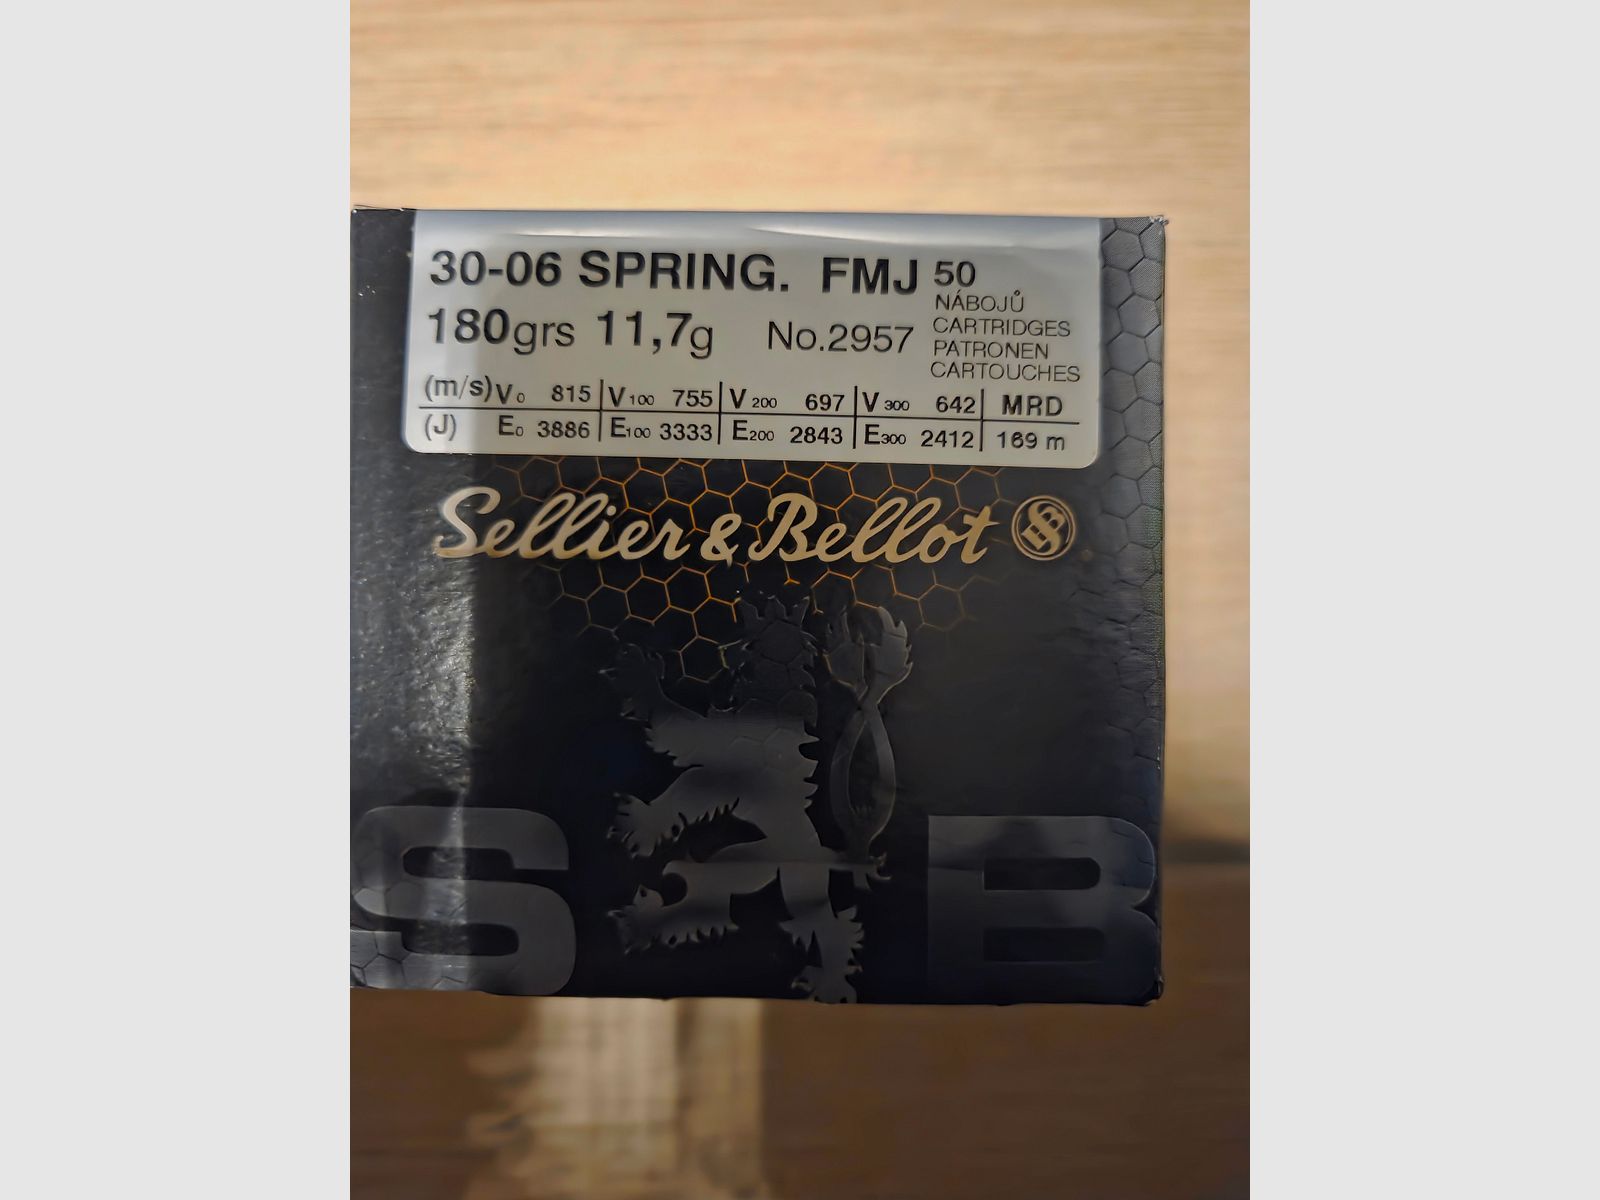 30-06 SPRING. FMJ 50
NÁBOJŮ
CARTRIDGES
PATRONEN
CARTOUCHES
180grs 11,7g No.2957
(m/s) V0 815 V100 755 V200 697 V300 642 MRD
(J) E0 3886 E100 3333 E200 2843 E300 2412 169 m
Sellier & Bellot SB
S B